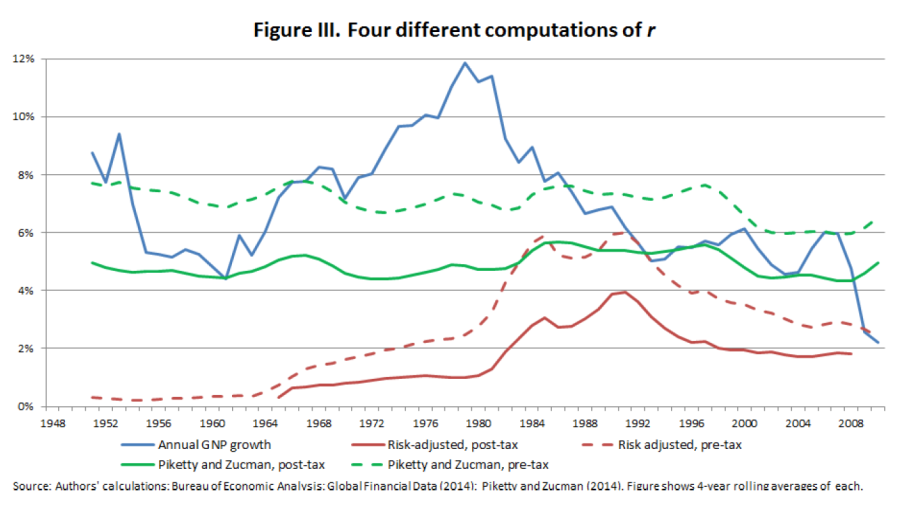 Figure III. Four different computations of r
12%
10%
8%
6%
4%
2%
0%
1948 1952 1956 1960 1964 1968 1972 1976 1980 1984 1988 1992 1996 2000 2004 2008
Annual GNP growth Risk-adjusted, post-tax Risk adjusted, pre-tax
Piketty and Zucman, post-tax Piketty and Zucman, pre-tax
Source: Authors' calculations; Bureau of Economic Analysis; Global Financial Data (2014); Piketty and Zucman (2014). Figure shows 4-year rolling averages of each.